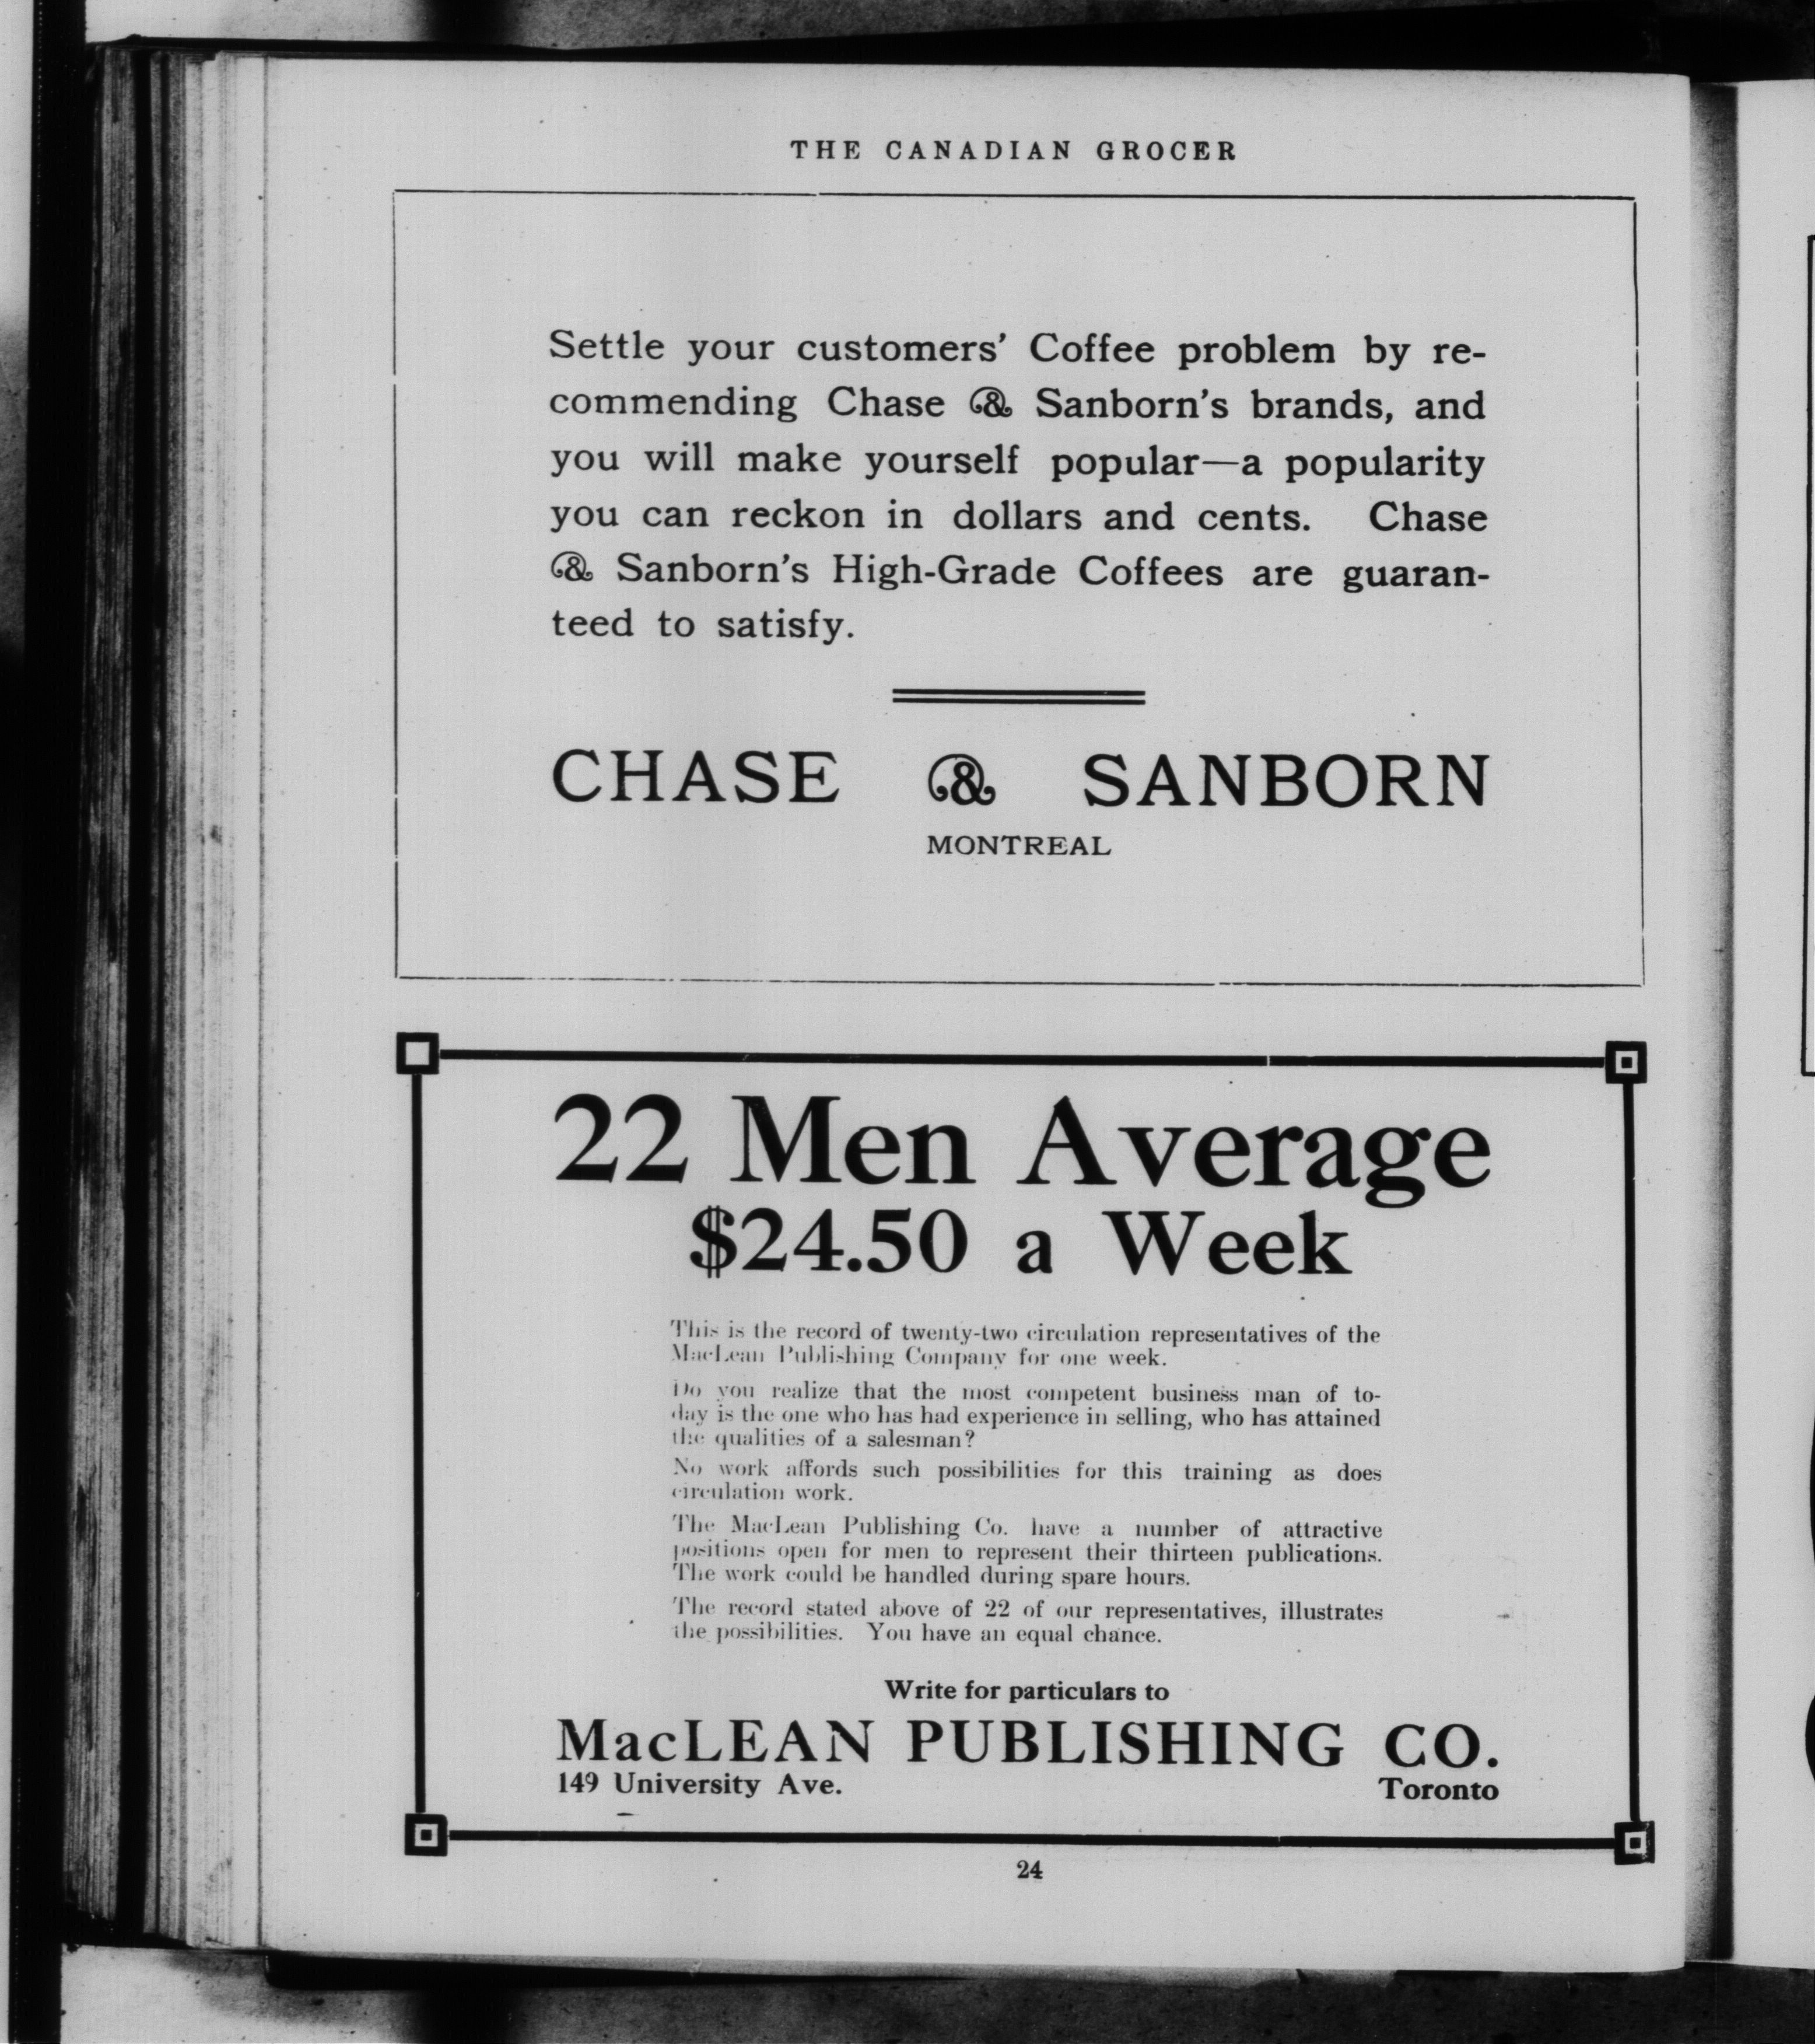 THE CANADIAN GROCER
Settle your customers' Coffee problem by re-
commending Chase & Sanborn's brands, and
you will make yourself popular—a popularity
you can reckon in dollars and cents. Chase
& Sanborn's High-Grade Coffees are guaran-
teed to satisfy.
CHASE & SANBORN
MONTREAL
22 Men Average
$24.50 a Week
This is the record of twenty-two circulation representatives of the
MacLean Publishing Company for one week.
Do you realize that the most competent business man of to-
day is the one who has had experience in selling, who has attained
the qualities of a salesman?
No work affords such possibilities for this training as does
circulation work.
The MacLean Publishing Co. have a number of attractive
positions open for men to represent their thirteen publications.
The work could be handled during spare hours.
The record stated above of 22 of our representatives, illustrates
the possibilities. You have an equal chance.
Write for particulars to
MacLEAN PUBLISHING CO.
149 University Ave. Toronto
24